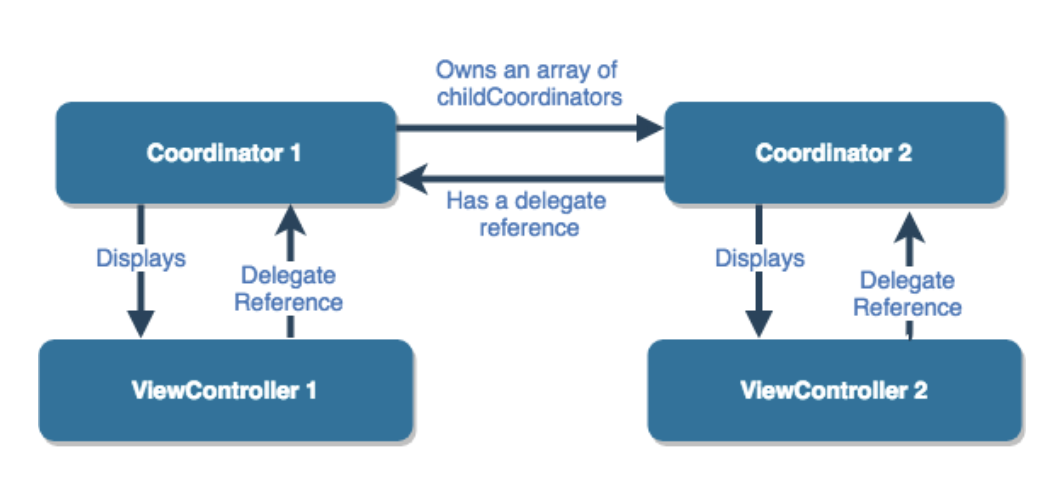 Owns an array of
childCoordinators
Coordinator 1
Coordinator 2
Has a delegate
reference
Displays
Delegate
Reference
Displays
Delegate
Reference
ViewController 1
ViewController 2